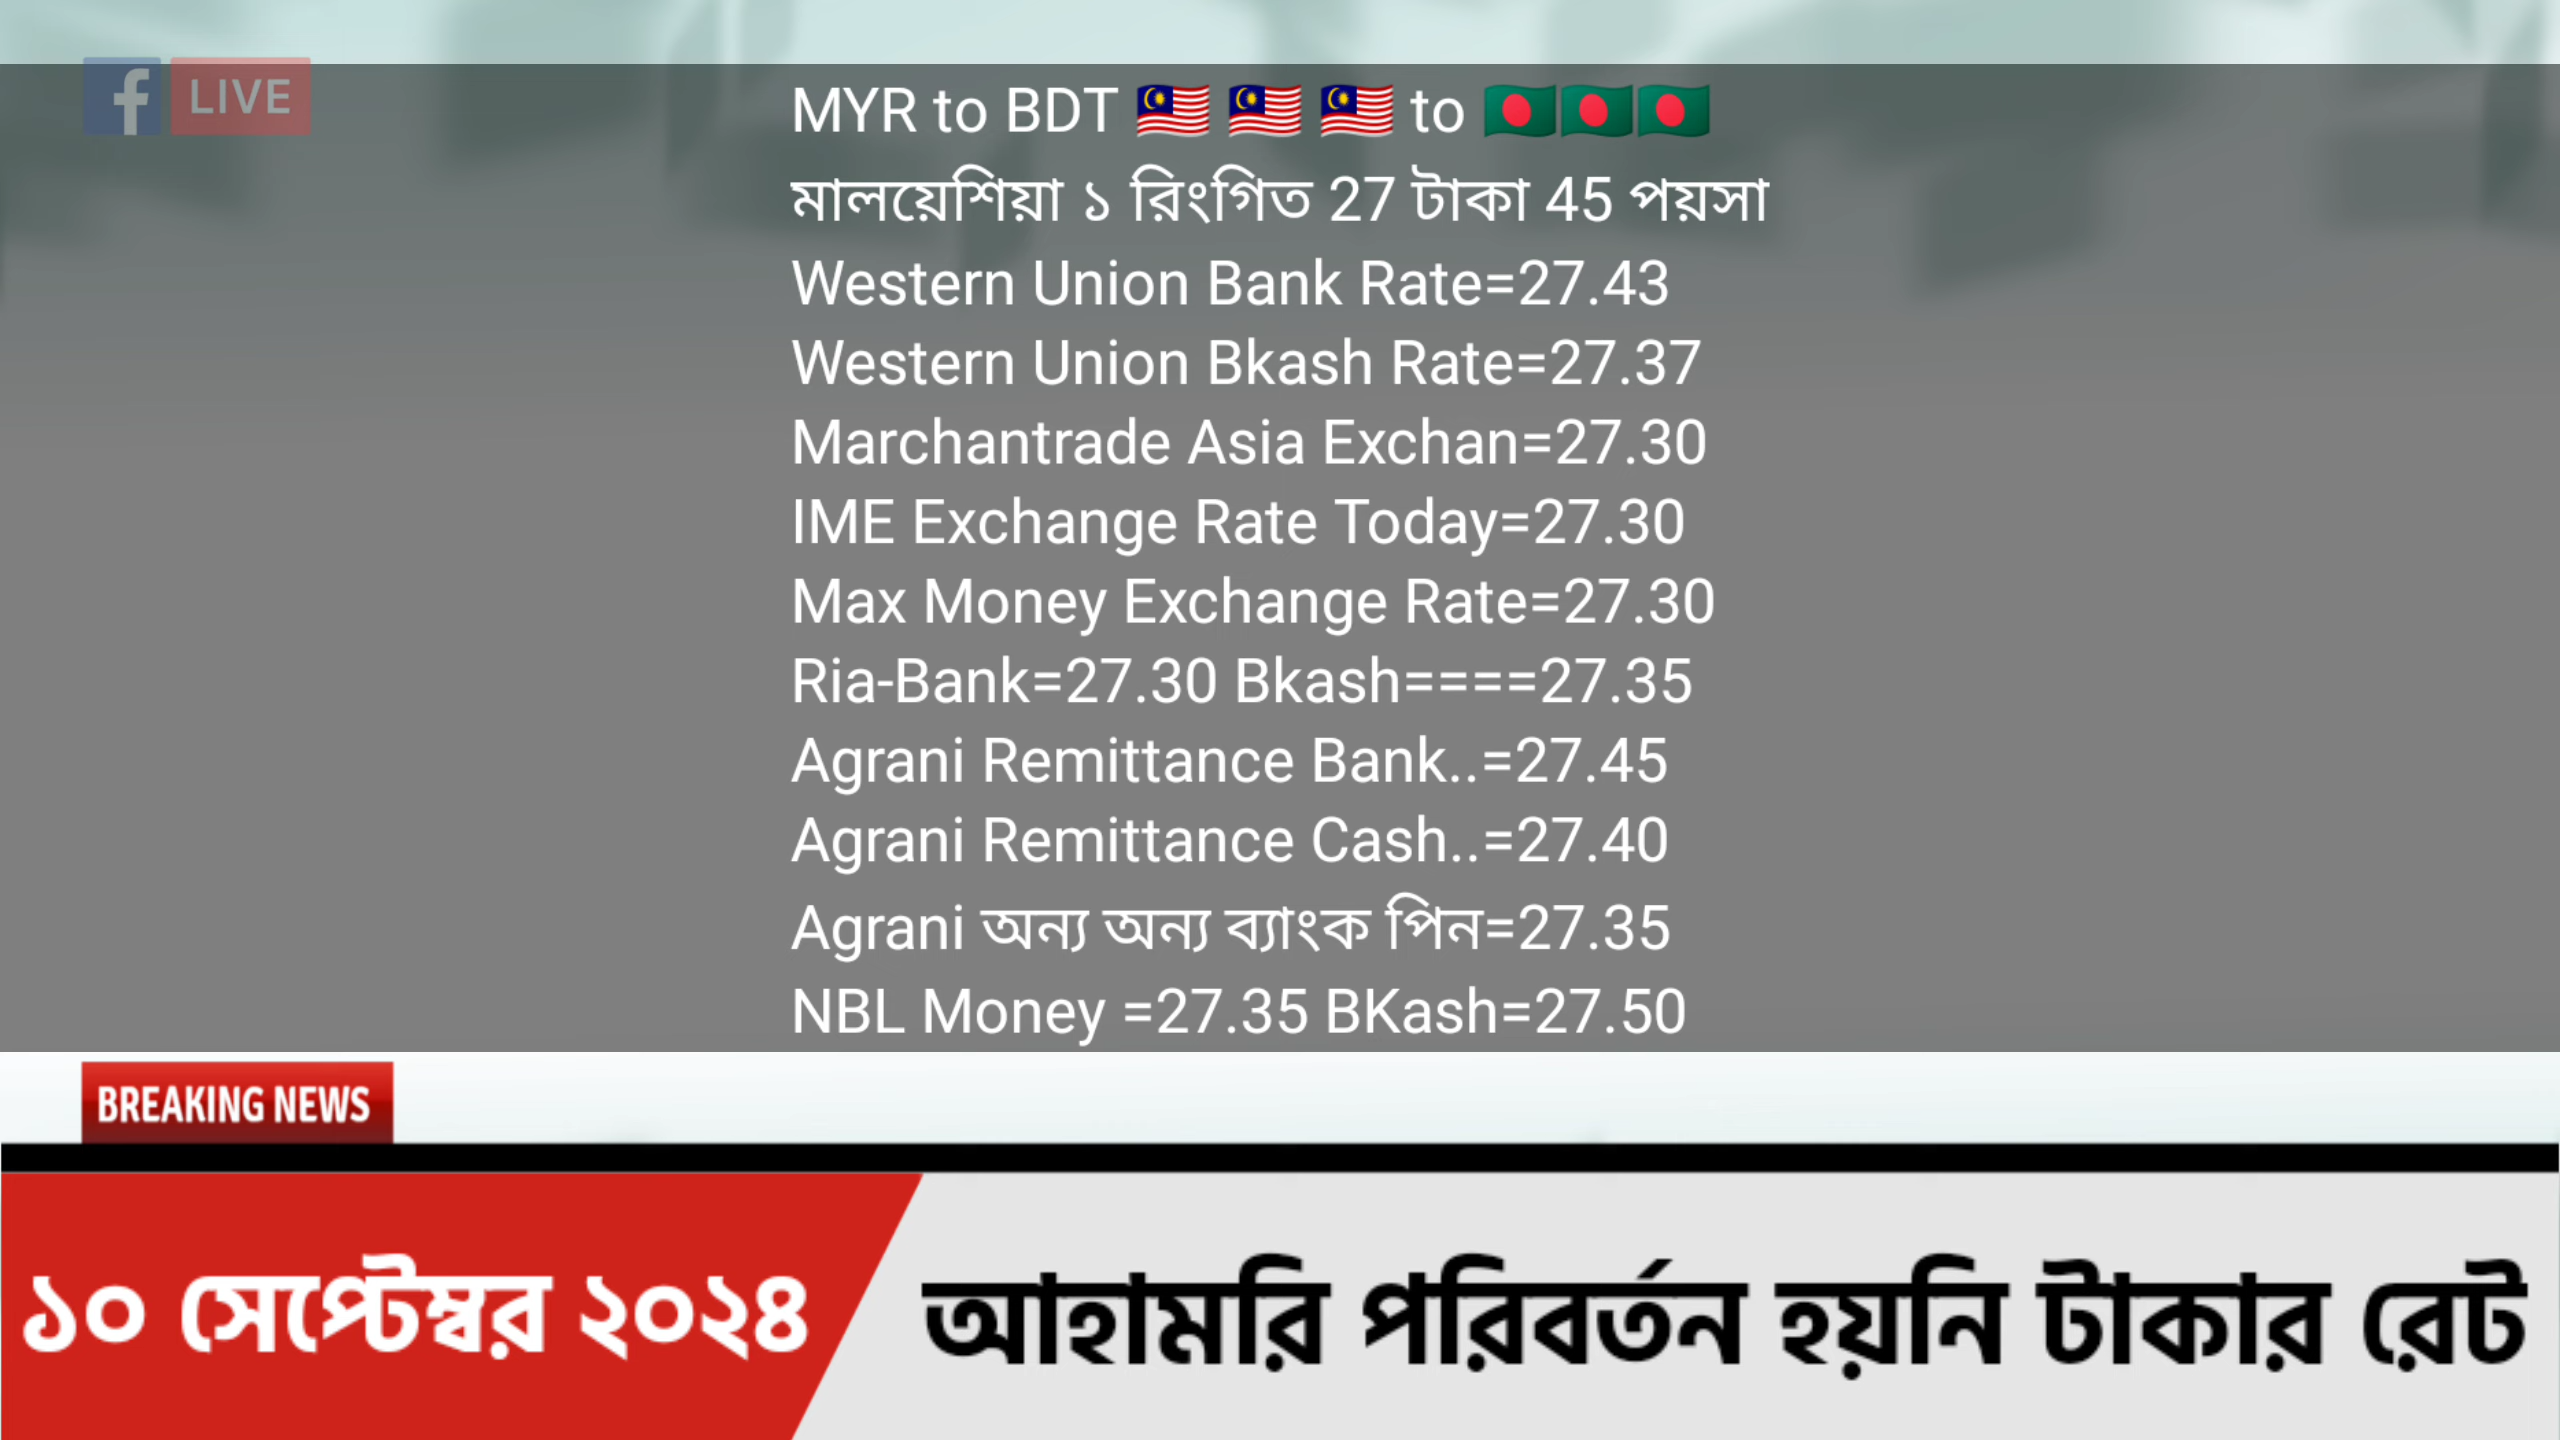 f LIVE
MYR to BDT 🇲🇾 🇲🇾 🇲🇾 to 🇧🇩🇧🇩🇧🇩
মালয়েশিয়া ১ রিংগিত 27 টাকা 45 পয়সা
Western Union Bank Rate=27.43
Western Union Bkash Rate=27.37
Marchantrade Asia Exchan=27.30
IME Exchange Rate Today=27.30
Max Money Exchange Rate=27.30
Ria-Bank=27.30 Bkash====27.35
Agrani Remittance Bank..=27.45
Agrani Remittance Cash..=27.40
Agrani অন্য অন্য ব্যাংক পিন=27.35
NBL Money =27.35 BKash=27.50
BREAKING NEWS
১০ সেপ্টেম্বর ২০২৪
আহামরি পরিবর্তন হয়নি টাকার রেট